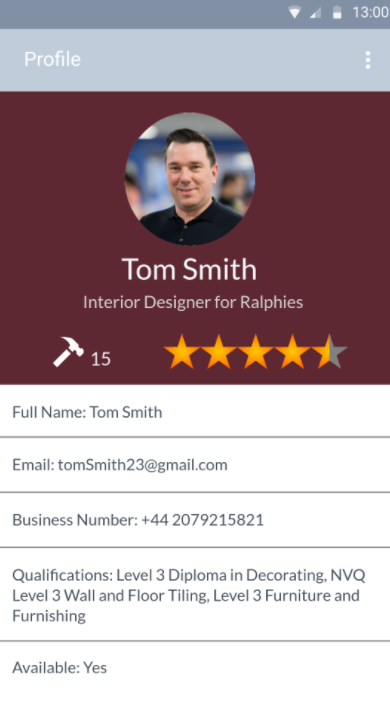 13:00
Profile
Tom Smith
Interior Designer for Ralphies
15
Full Name: Tom Smith
Email: tomSmith23@gmail.com
Business Number: +44 2079215821
Qualifications: Level 3 Diploma in Decorating, NVQ
Level 3 Wall and Floor Tiling, Level 3 Furniture and
Furnishing
Available: Yes